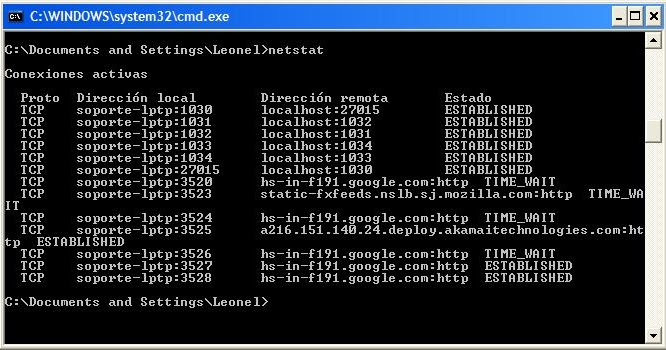 C:\WINDOWS\system32\cmd.exe
C:\Documents and Settings\Leonel>netstat
Conexiones activas
Proto  Dirección local          Dirección remota       Estado
TCP    soporte-lptp:1030      localhost:27015        ESTABLISHED
TCP    soporte-lptp:1031      localhost:1032         ESTABLISHED
TCP    soporte-lptp:1032      localhost:1031         ESTABLISHED
TCP    soporte-lptp:1033      localhost:1034         ESTABLISHED
TCP    soporte-lptp:1034      localhost:1033         ESTABLISHED
TCP    soporte-lptp:27015     localhost:1030         ESTABLISHED
TCP    soporte-lptp:3520      hs-in-f191.google.com:http  TIME_WAIT
TCP    soporte-lptp:3523      static-fxfeeds.nslb.sj.mozilla.com:http  TIME_WA
IT
TCP    soporte-lptp:3524      hs-in-f191.google.com:http  TIME_WAIT
TCP    soporte-lptp:3525      a216.151.140.24.deploy.akamaitechnologies.com:ht
tp  ESTABLISHED
TCP    soporte-lptp:3526      hs-in-f191.google.com:http  TIME_WAIT
TCP    soporte-lptp:3527      hs-in-f191.google.com:http  ESTABLISHED
TCP    soporte-lptp:3528      hs-in-f191.google.com:http  ESTABLISHED
C:\Documents and Settings\Leonel>